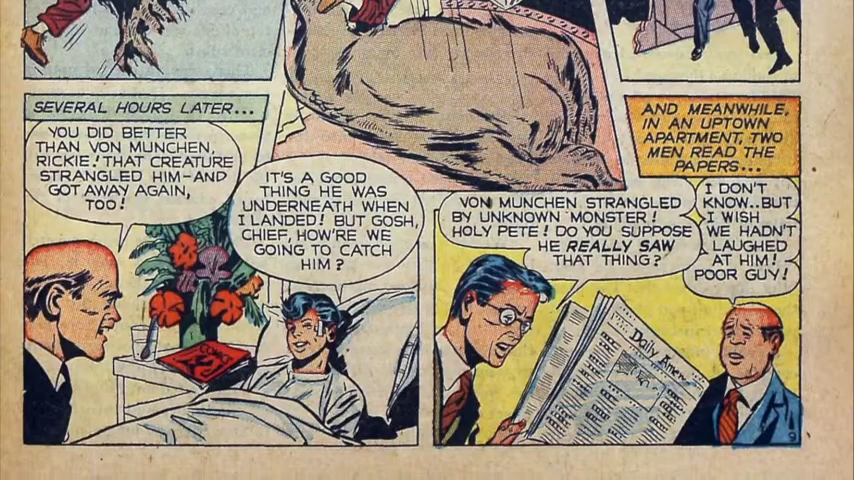 SEVERAL HOURS LATER...
YOU DID BETTER
THAN VON MUNCHEN,
RICKIE! THAT CREATURE
STRANGLED HIM—AND
GOT AWAY AGAIN,
TOO!
IT'S A GOOD
THING HE WAS
UNDERNEATH WHEN
I LANDED! BUT GOSH,
CHIEF, HOW'RE WE
GOING TO CATCH
HIM?
COMIC
AND MEANWHILE,
IN AN UPTOWN
APARTMENT, TWO
MEN READ THE
PAPERS...
VON MUNCHEN STRANGLED
BY UNKNOWN MONSTER!
HOLY PETE! DO YOU SUPPOSE
HE REALLY SAW
THAT THING?
I DON'T
KNOW..BUT
I WISH
WE HADN'T
LAUGHED
AT HIM!
POOR GUY!
Daily
9